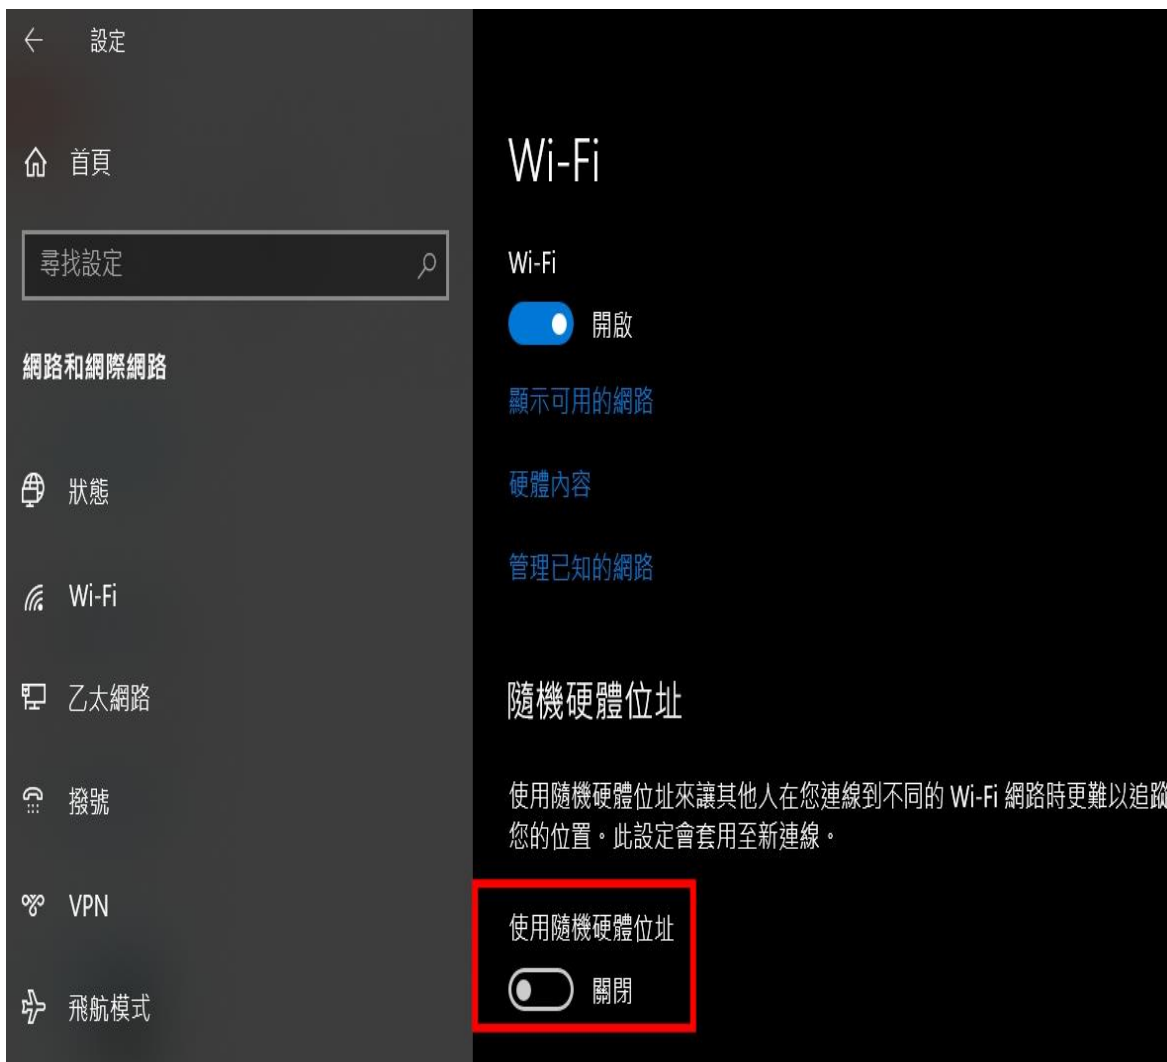 設定
首頁
尋找設定
網路和網際網路
狀態
Wi-Fi
乙太網路
撥號
VPN
飛航模式
Wi-Fi
Wi-Fi
開啟
顯示可用的網路
硬體內容
管理已知的網路
隨機硬體位址
使用隨機硬體位址來讓其他人在您連線到不同的 Wi-Fi 網路時更難以追蹤
您的位置。此設定會套用至新連線。
使用隨機硬體位址
關閉